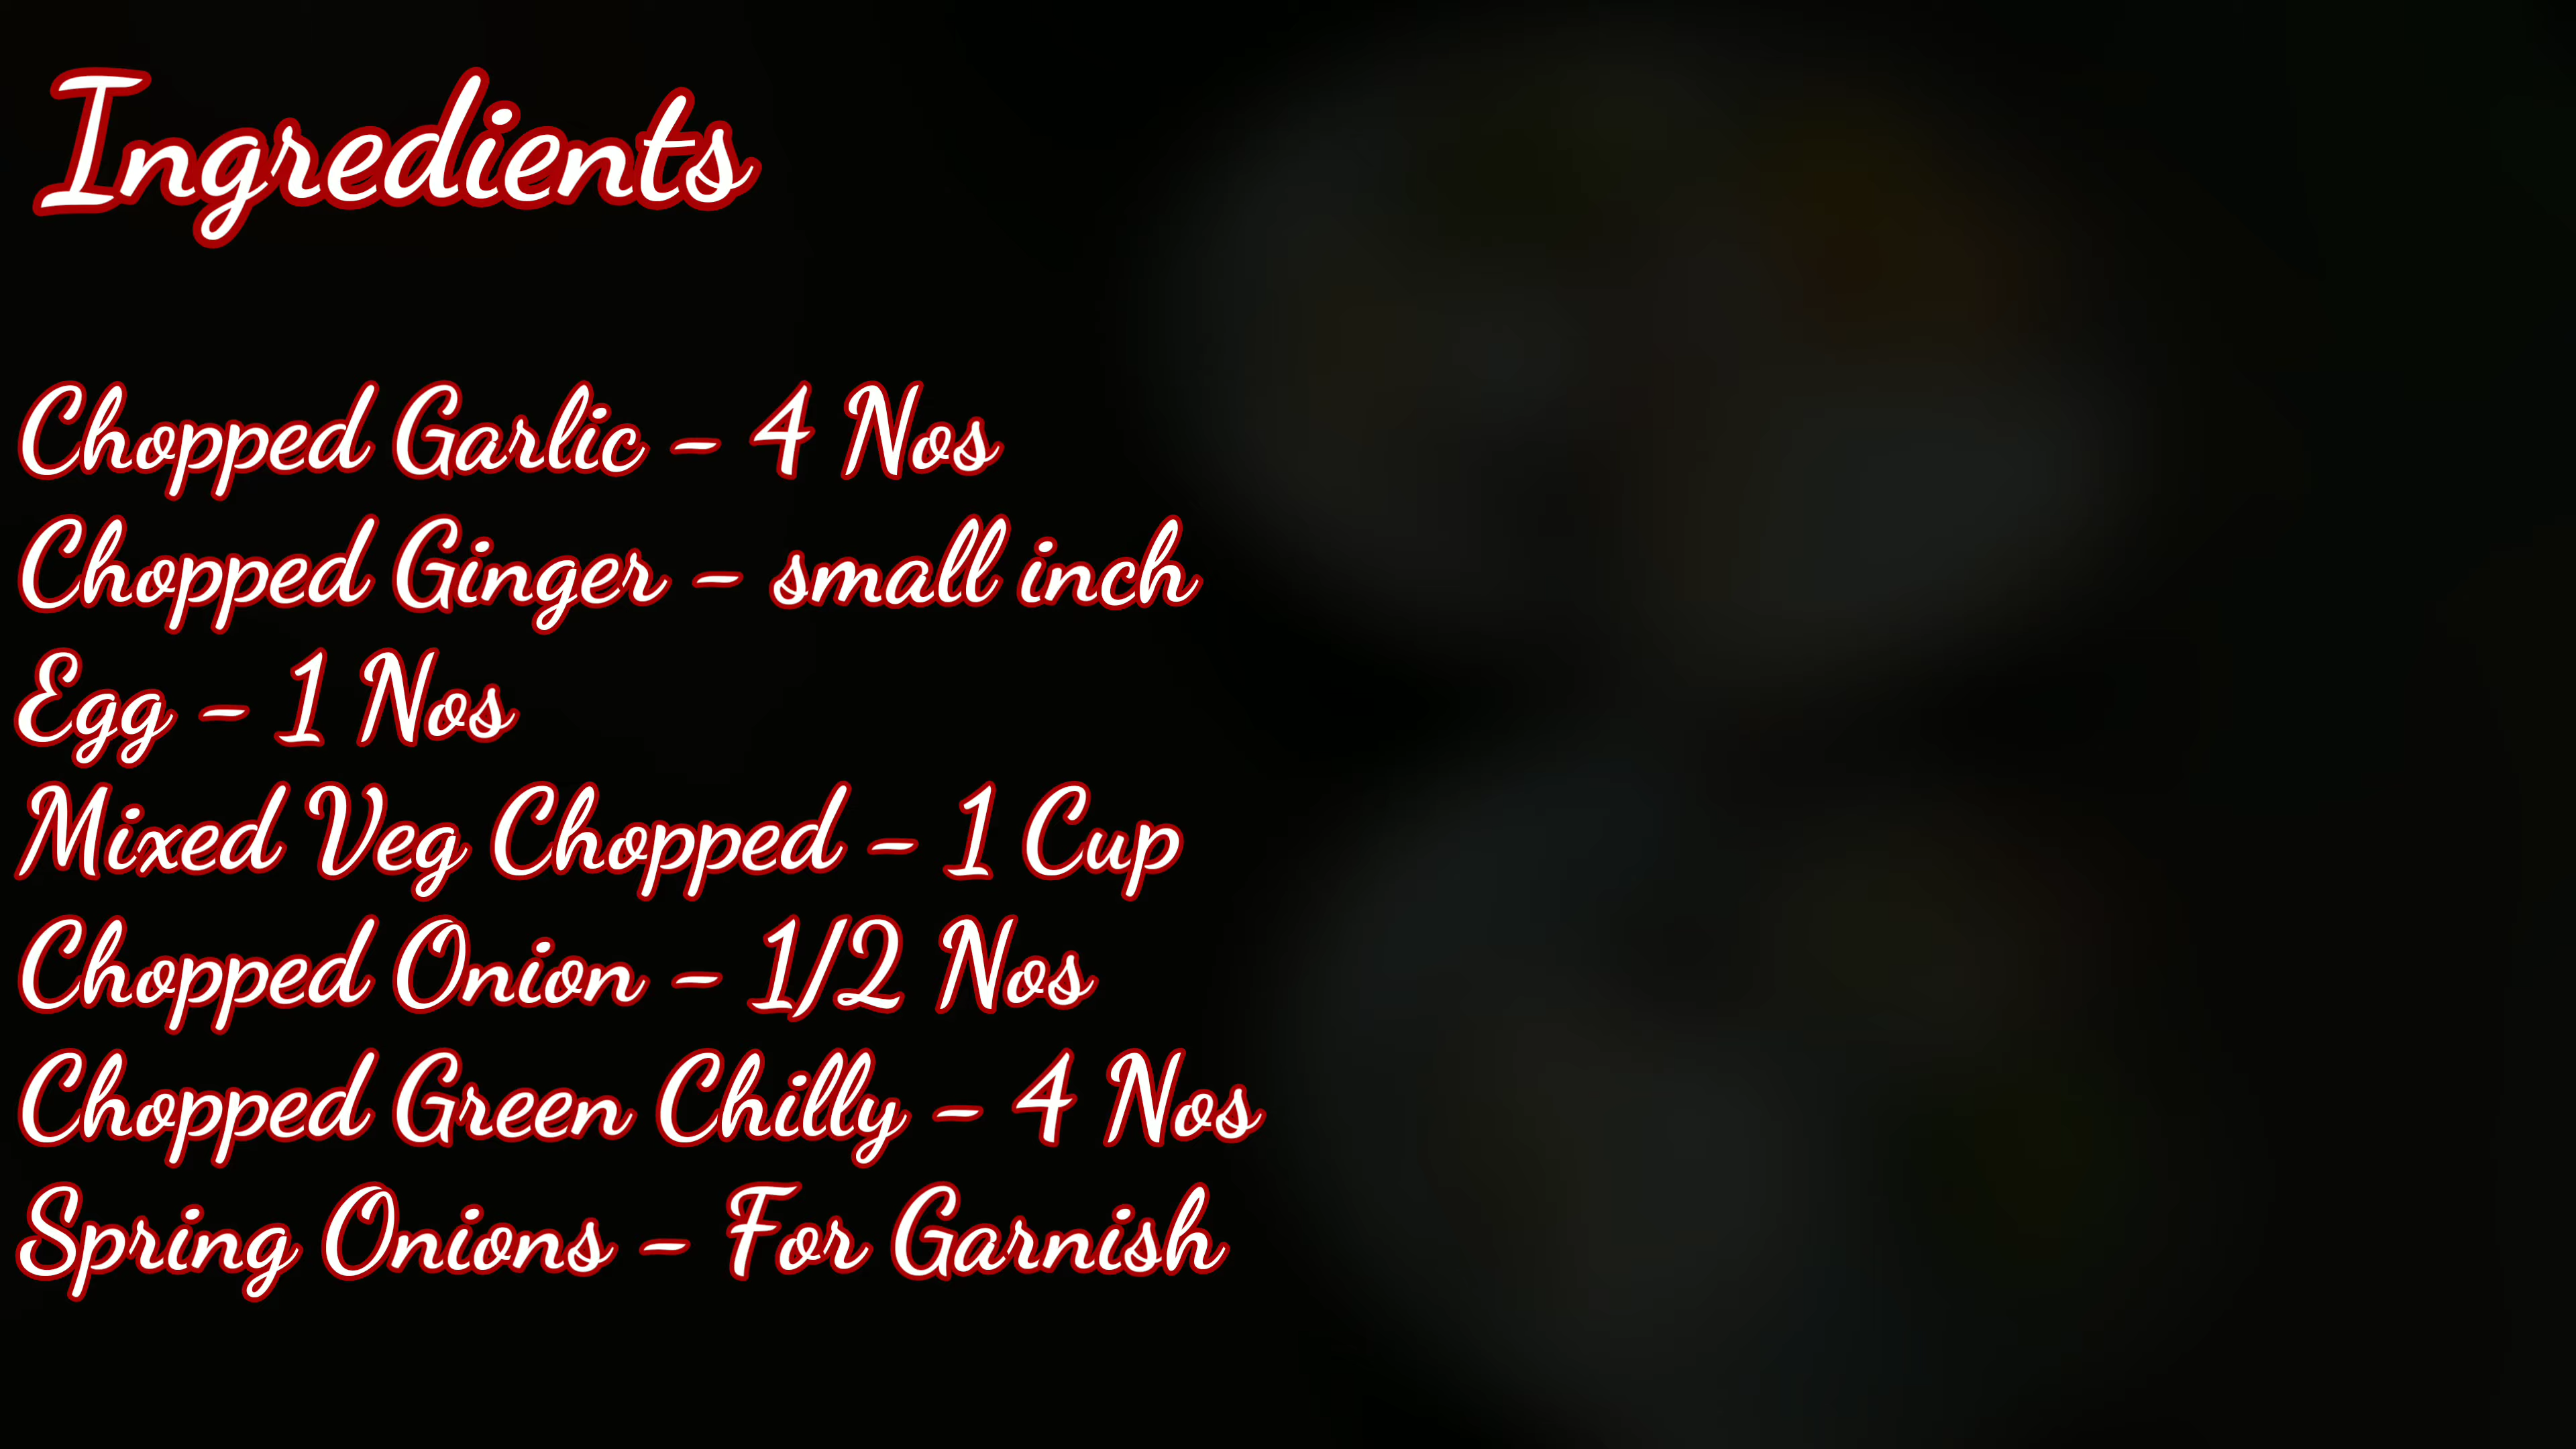 Ingredients
Chopped Garlic - 4 Nos
Chopped Ginger - small inch
Egg - 1 Nos
Mixed Veg Chopped - 1 Cup
Chopped Onion - 1/2 Nos
Chopped Green Chilly - 4 Nos
Spring Onions - For Garnish